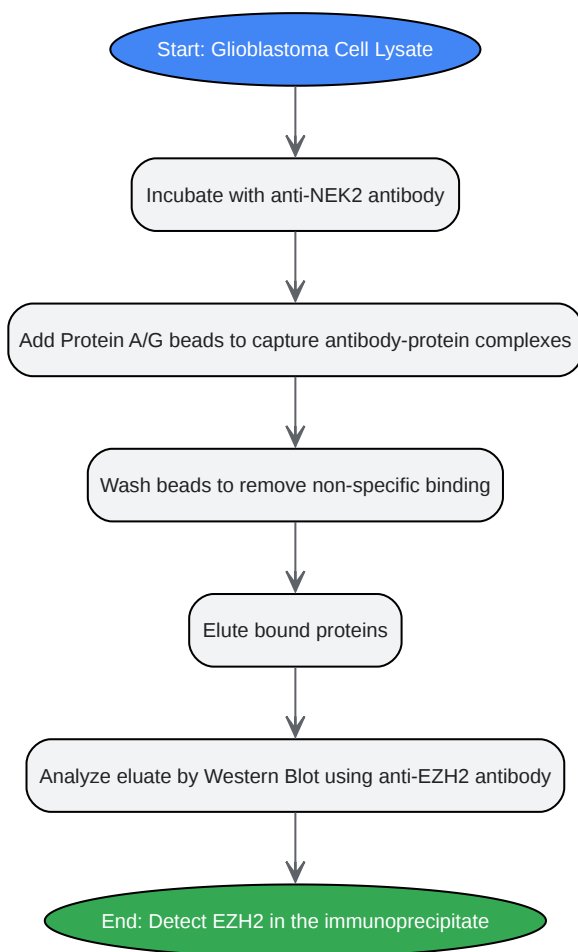 Start: Glioblastoma Cell Lysate
Incubate with anti-NEK2 antibody
Add Protein A/G beads to capture antibody-protein complexes
Wash beads to remove non-specific binding
Elute bound proteins
Analyze eluate by Western Blot using anti-EZH2 antibody
End: Detect EZH2 in the immunoprecipitate